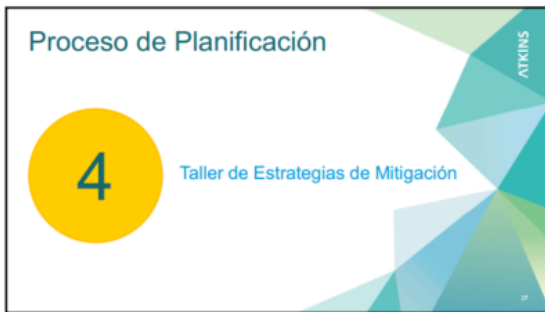 Proceso de Planificación
ATKINS
4
Taller de Estrategias de Mitigación